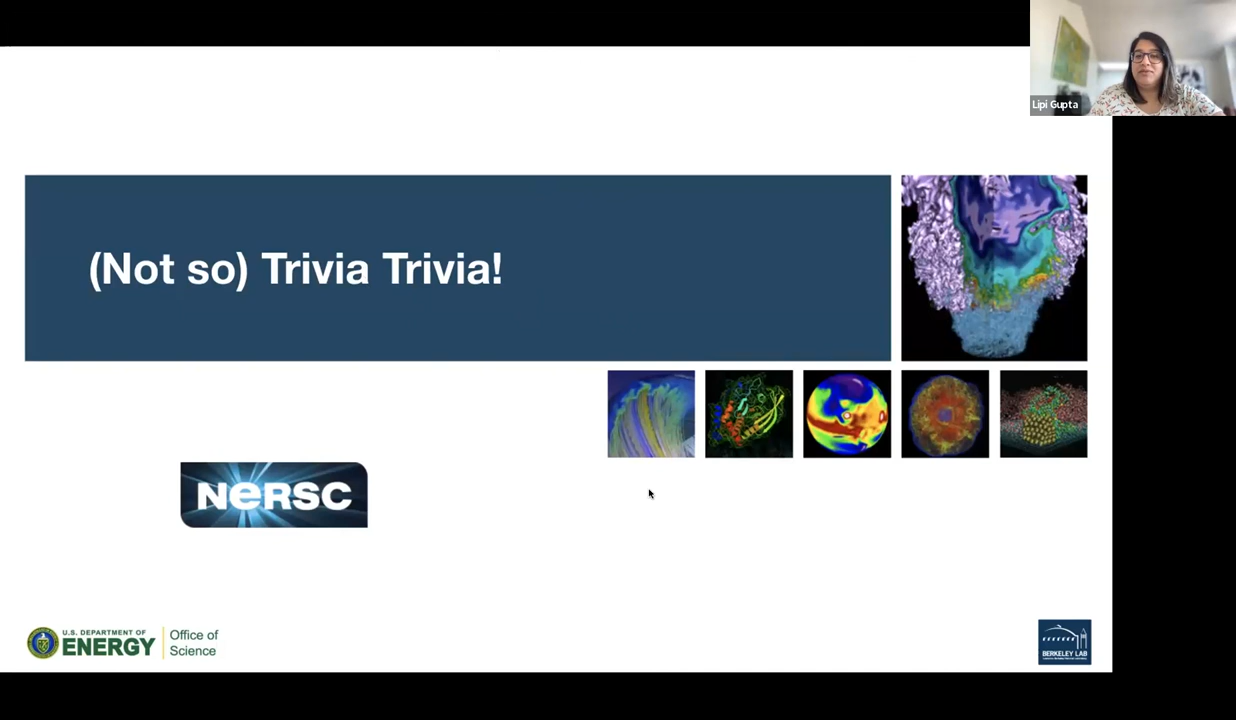 Lipi Gupta
(Not so) Trivia Trivia!
NERSC
U.S. DEPARTMENT OF
ENERGY
Office of
Science
BERKELEY LAB